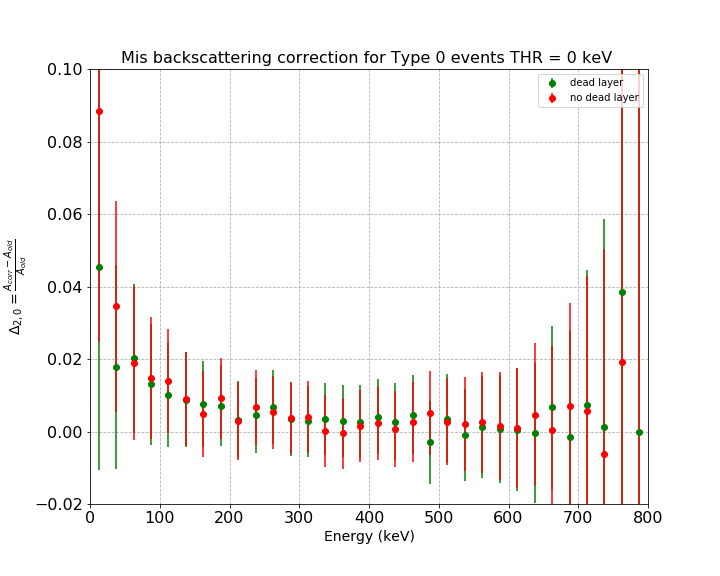 Mis backscattering correction for Type 0 events THR = 0 keV
dead layer
no dead layer
0.10
0.08
0.06
0.04
0.02
0.00
−0.02
Δ2,0 = Acorr − Aold / Aold
0 100 200 300 400 500 600 700 800
Energy (keV)